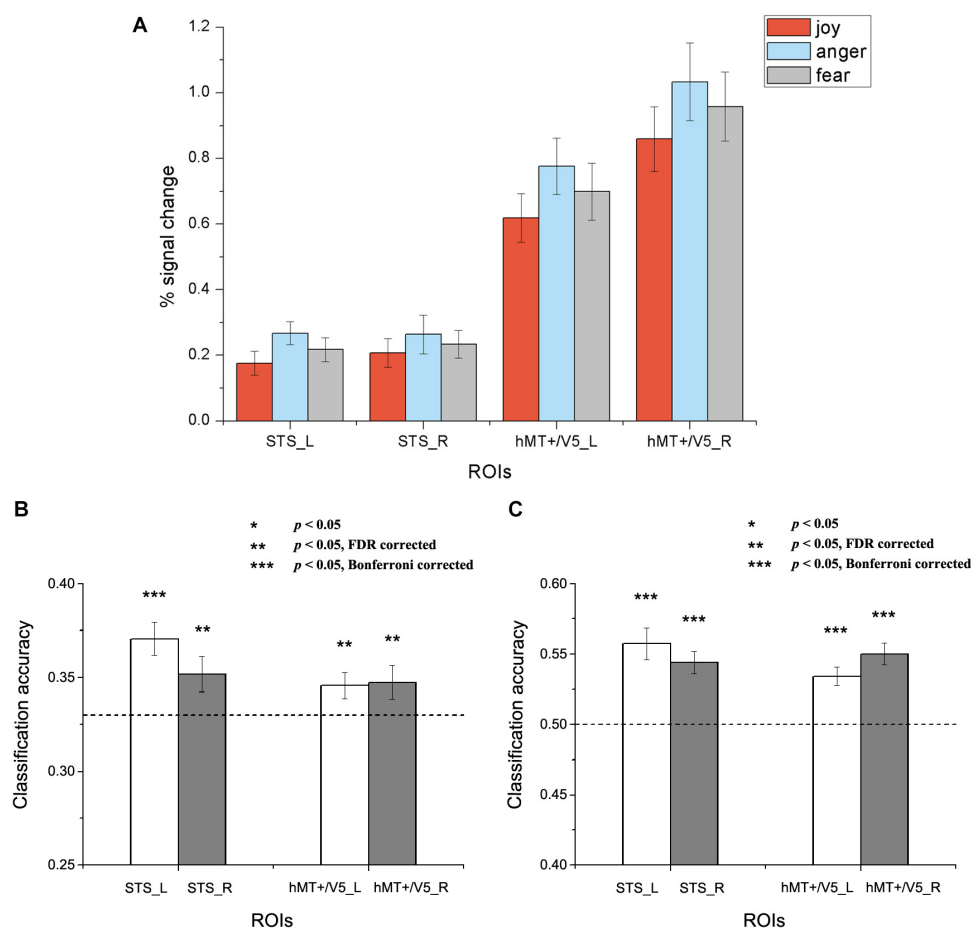 A
joy
anger
fear
1.2
1.0
0.8
0.6
0.4
0.2
0.0
% signal change
STS_L STS_R hMT+/V5_L hMT+/V5_R
ROIs
B
* p < 0.05
** p < 0.05, FDR corrected
*** p < 0.05, Bonferroni corrected
0.40
0.35
0.30
0.25
Classification accuracy
*** ** ** **
STS_L STS_R hMT+/V5_L hMT+/V5_R
ROIs
C
* p < 0.05
** p < 0.05, FDR corrected
*** p < 0.05, Bonferroni corrected
0.60
0.55
0.50
0.45
0.40
Classification accuracy
*** *** *** ***
STS_L STS_R hMT+/V5_L hMT+/V5_R
ROIs